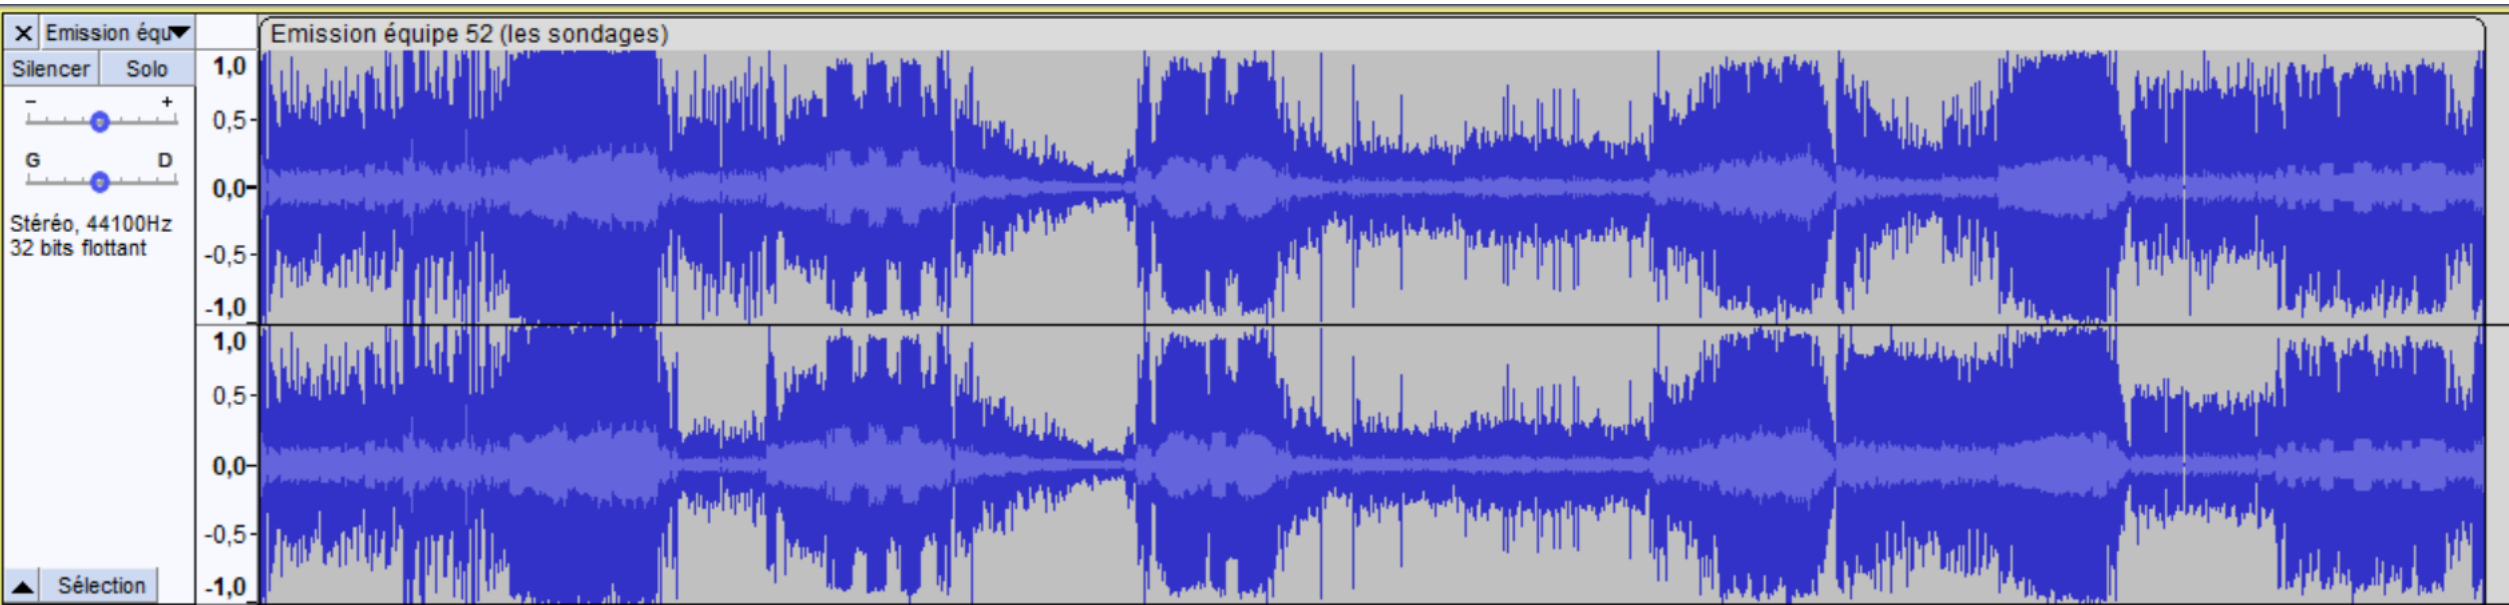 Emission équ
Emission équipe 52 (les sondages)
Silencer Solo
- +
G D
Stéréo, 44100Hz
32 bits flottant
Sélection
1,0
0,5-
0,0-
-0,5-
-1,0
1,0
0,5-
0,0-
-0,5-
-1,0